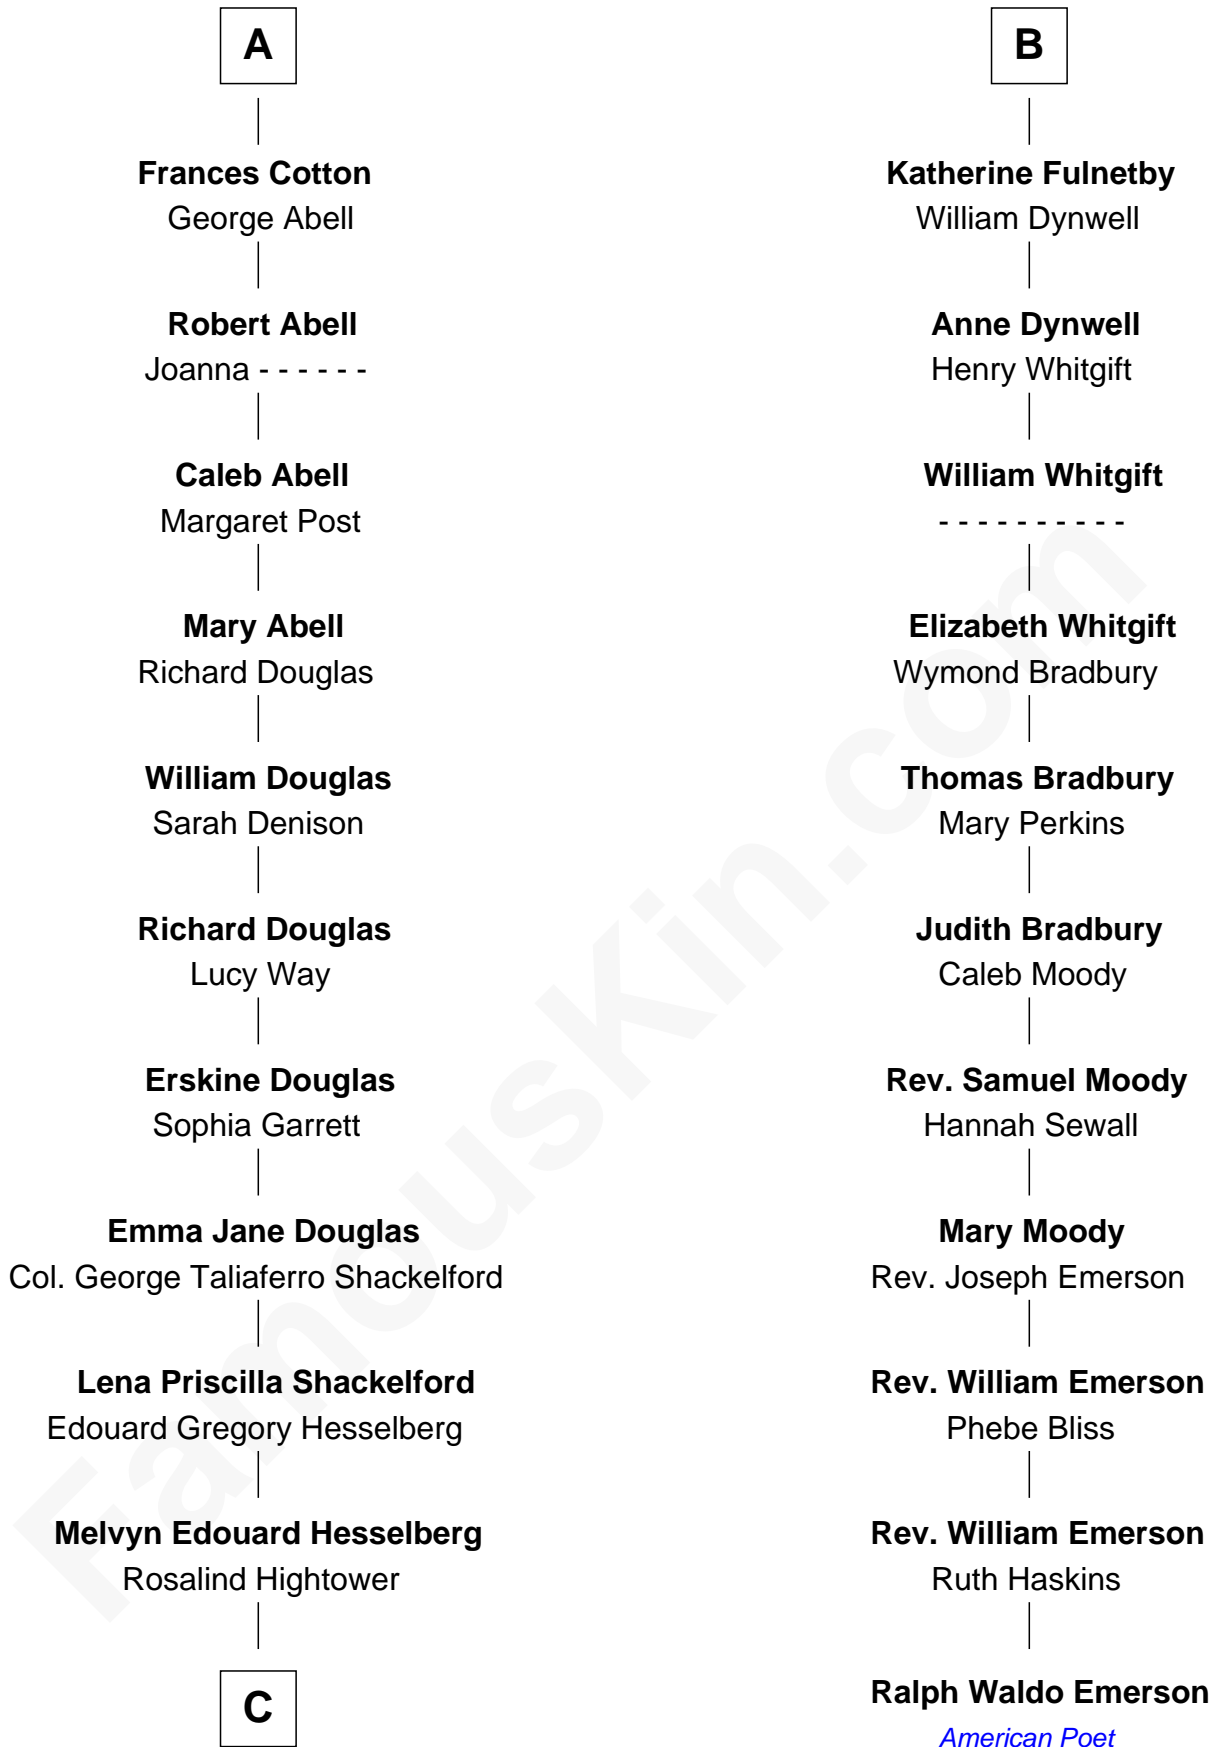 A
Frances Cotton
George Abell
Robert Abell
Joanna - - - - - -
Caleb Abell
Margaret Post
Mary Abell
Richard Douglas
William Douglas
Sarah Denison
Richard Douglas
Lucy Way
Erskine Douglas
Sophia Garrett
Emma Jane Douglas
Col. George Taliaferro Shackelford
Lena Priscilla Shackelford
Edouard Gregory Hesselberg
Melvyn Edouard Hesselberg
Rosalind Hightower
C
B
Katherine Fulnetby
William Dynwell
Anne Dynwell
Henry Whitgift
William Whitgift
- - - - - - - - - -
Elizabeth Whitgift
Wymond Bradbury
Thomas Bradbury
Mary Perkins
Judith Bradbury
Caleb Moody
Rev. Samuel Moody
Hannah Sewall
Mary Moody
Rev. Joseph Emerson
Rev. William Emerson
Phebe Bliss
Rev. William Emerson
Ruth Haskins
Ralph Waldo Emerson
American Poet
FamousKin.com